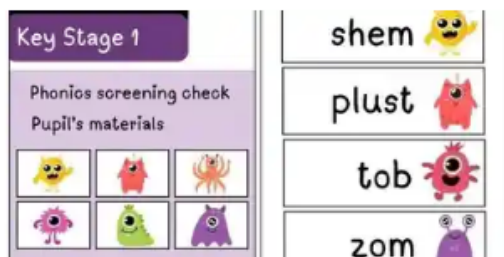 Key Stage 1
Phonics screening check
Pupil's materials
shem
plust
tob
zom